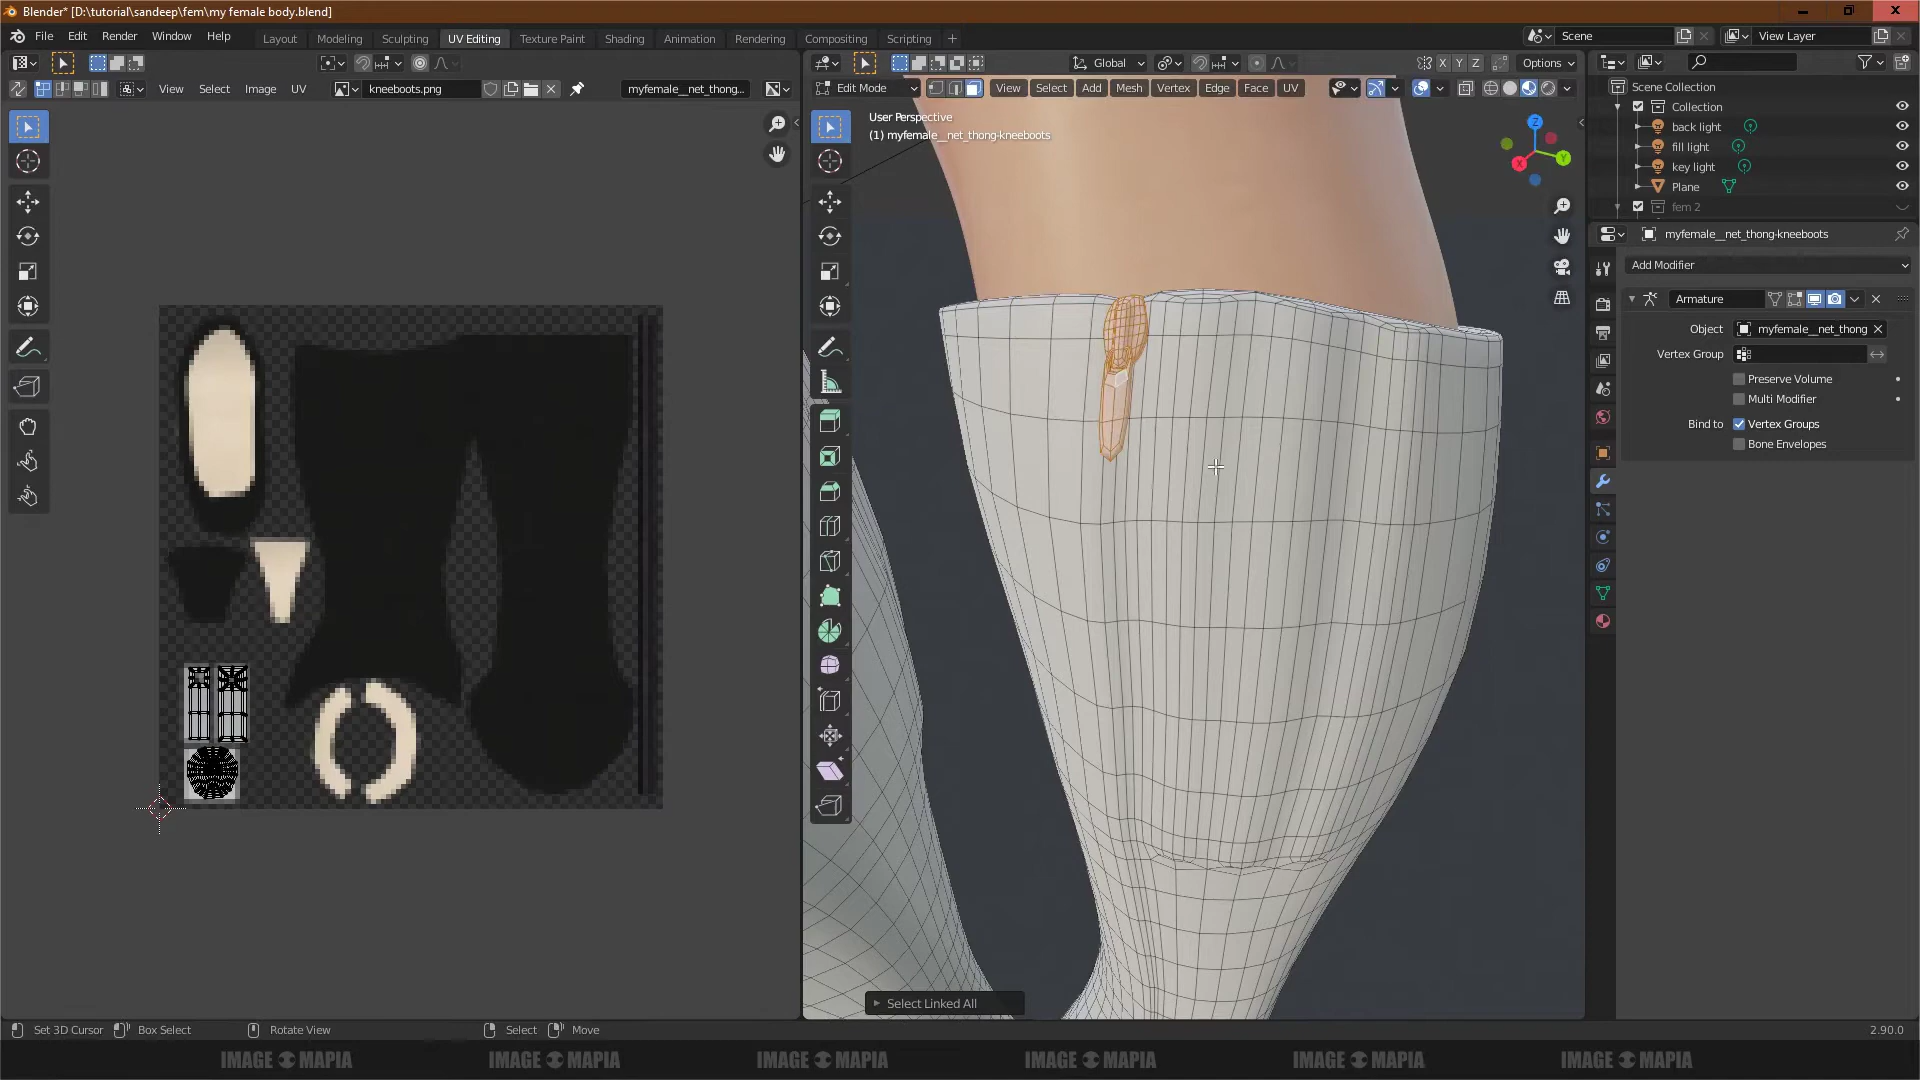 Blender* [D:\tutorial\sandeep\fem\my female body.blend]
File Edit Render Window Help
Layout Modeling Sculpting UV Editing Texture Paint Shading Animation Rendering Compositing Scripting
Scene
View Layer
Global
X Y Z
Options
View Select Image UV
kneeboots.png
myfemale__net_thong...
Edit Mode
View Select Add Mesh Vertex Edge Face UV
User Perspective
(1) myfemale__net_thong-kneeboots
Z
X
Y
Scene Collection
Collection
back light
fill light
key light
Plane
fem 2
myfemale__net_thong-kneeboots
Add Modifier
Armature
Object myfemale__net_thong
Vertex Group
Preserve Volume
Multi Modifier
Bind to Vertex Groups
Bone Envelopes
Select Linked All
Set 3D Cursor Box Select Rotate View Select Move
2.90.0
IMAGE MAPIA IMAGE MAPIA IMAGE MAPIA IMAGE MAPIA IMAGE MAPIA IMAGE MAPIA